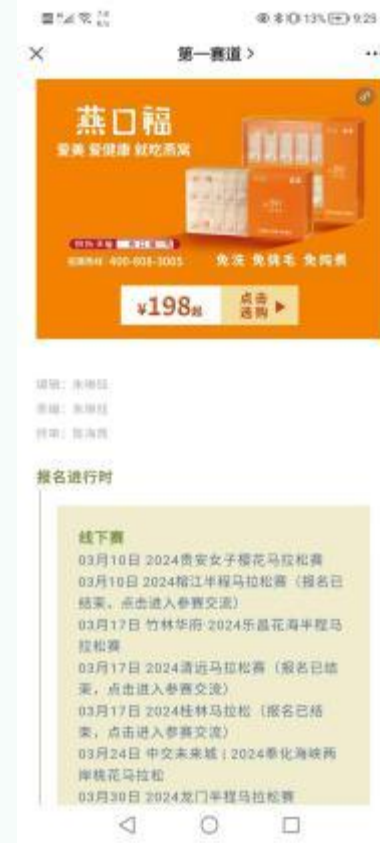 13% 9:25
第一赛道 >
燕口福
爱美 爱健康 就吃燕窝
400-608-3005
免洗 免挑毛 免炖煮
¥198起
点击
选购
报名进行时
线下赛
03月10日 2024贵安女子樱花马拉松赛
03月10日 2024榕江半程马拉松赛（报名已
结束，点击进入参赛交流）
03月17日 竹林华府·2024乐昌花海半程马
拉松赛
03月17日 2024清远马拉松赛（报名已结
束，点击进入参赛交流）
03月17日 2024桂林马拉松（报名已结
束，点击进入参赛交流）
03月24日 中交未来城 | 2024奉化海峡两
岸桃花马拉松
03月30日 2024龙门半程马拉松赛